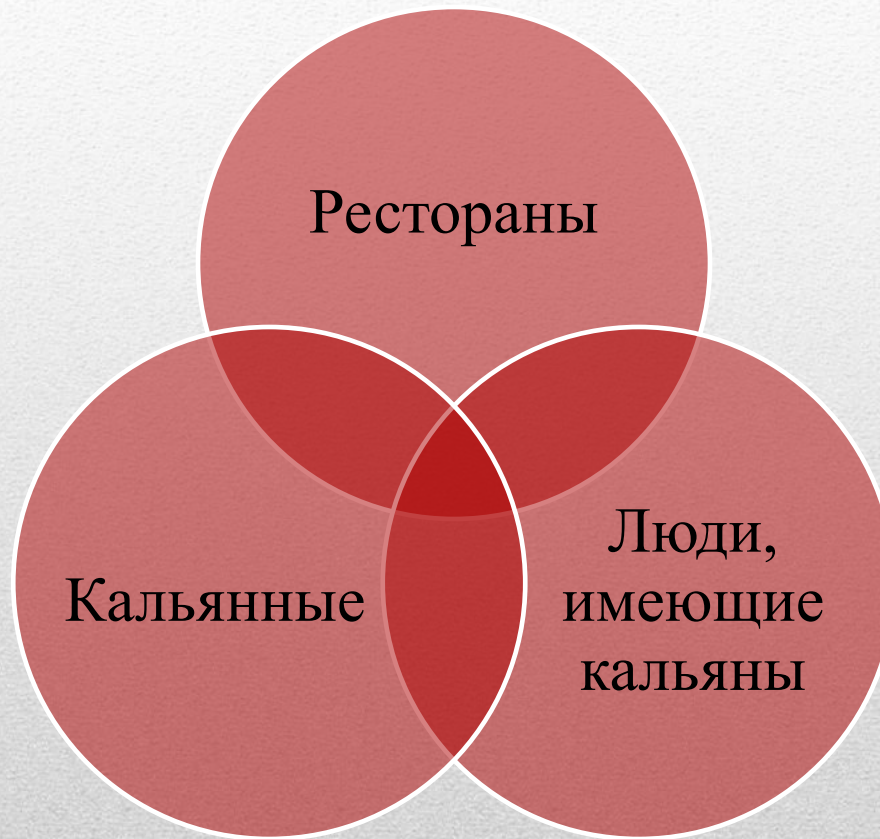 Рестораны
Кальянные
Люди,
имеющие
кальяны